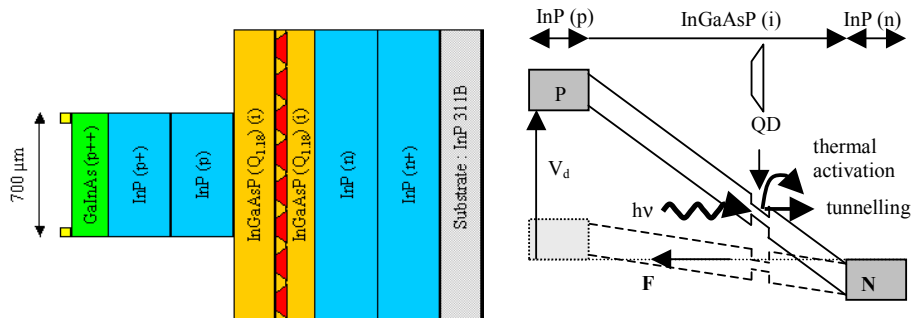 700 µm
GaInAs (p++)
InP (p+)
InP (p)
InGaAsP (Q1.18) (i)
InGaAsP (Q1.18) (i)
InP (n)
InP (n+)
Substrate : InP 311B
InP (p)
InGaAsP (i)
InP (n)
P
QD
thermal
activation
Vd
hν
tunnelling
F
N